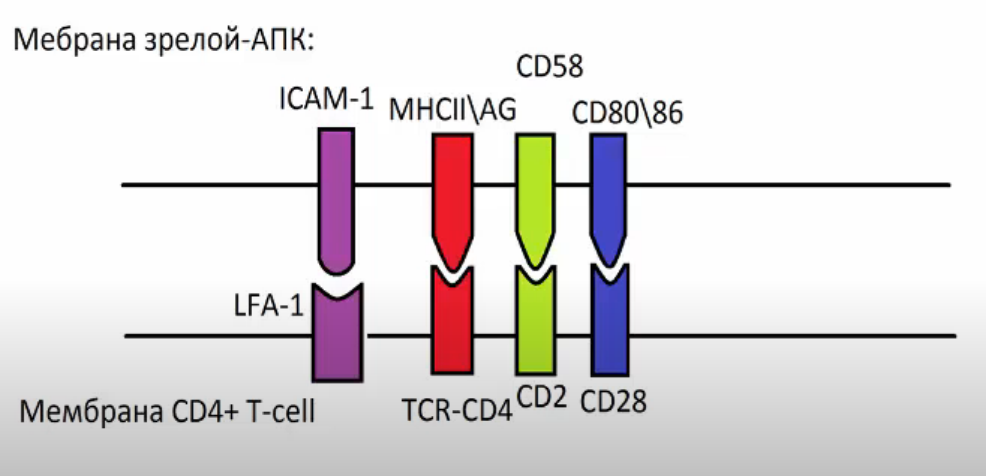 Мебрана зрелой-АПК:
CD58
ICAM-1
MHCII\AG
CD80\86
LFA-1
Мембрана CD4+ T-cell
TCR-CD4
CD2
CD28